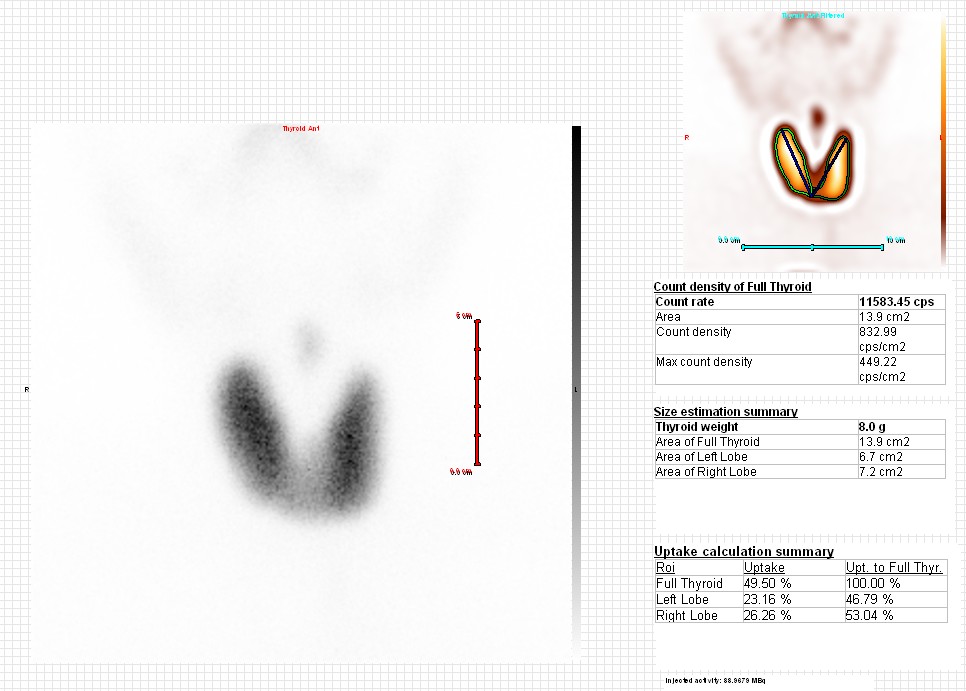 Thyroid Ant
R
L
6 cm
0.0 cm
R
0.0 cm
10 cm
Count density of Full Thyroid
Count rate 11583.45 cps
Area 13.9 cm2
Count density 832.99
cps/cm2
Max count density 449.22
cps/cm2
Size estimation summary
Thyroid weight 8.0 g
Area of Full Thyroid 13.9 cm2
Area of Left Lobe 6.7 cm2
Area of Right Lobe 7.2 cm2
Uptake calculation summary
Roi Uptake Upt. to Full Thyr.
Full Thyroid 49.50 % 100.00 %
Left Lobe 23.16 % 46.79 %
Right Lobe 26.26 % 53.04 %
Injected activity: 88.9679 MBq